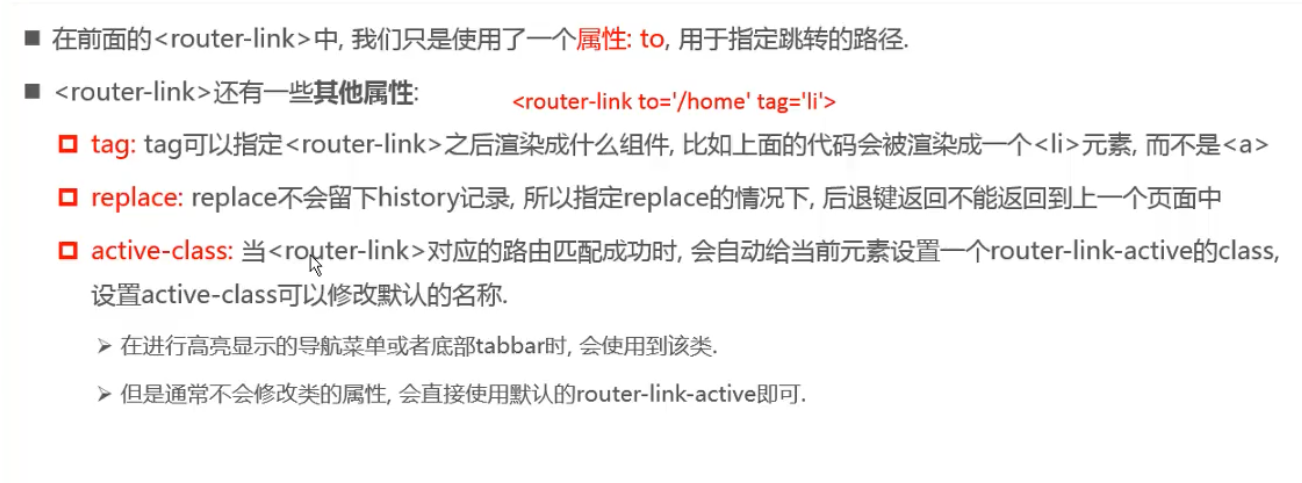 在前面的<router-link>中, 我们只是使用了一个属性: to, 用于指定跳转的路径.
<router-link>还有一些其他属性:
<router-link to='/home' tag='li'>
tag: tag可以指定<router-link>之后渲染成什么组件, 比如上面的代码会被渲染成一个<li>元素, 而不是<a>
replace: replace不会留下history记录, 所以指定replace的情况下, 后退键返回不能返回到上一个页面中
active-class: 当<router-link>对应的路由匹配成功时, 会自动给当前元素设置一个router-link-active的class,
设置active-class可以修改默认的名称.
在进行高亮显示的导航菜单或者底部tabbar时, 会使用到该类.
但是通常不会修改类的属性, 会直接使用默认的router-link-active即可.